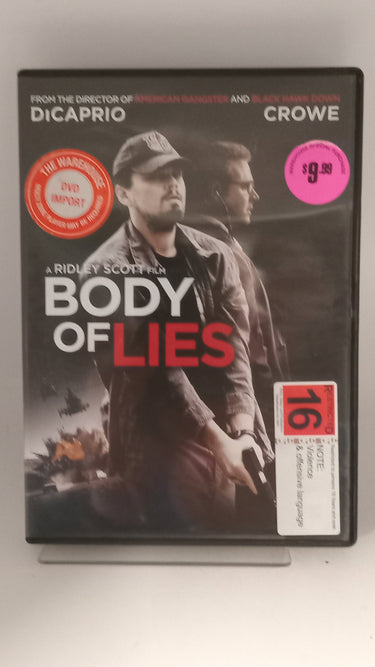 FROM THE DIRECTOR OF AMERICAN GANGSTER AND BLACK HAWK DOWN
DiCAPRIO CROWE
THE WAREHOUSE
DVD
IMPORT
$9.99
A RIDLEY SCOTT FILM
BODY
OF LIES
16
NOTE:
Violence
& offensive language